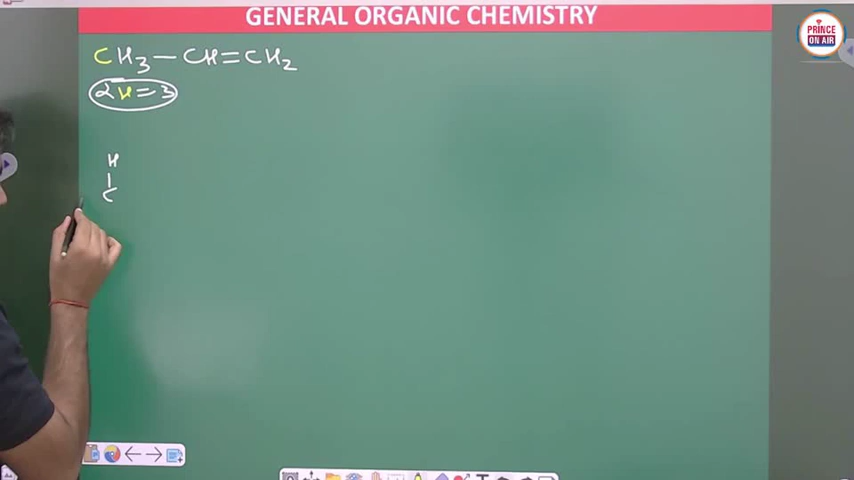 GENERAL ORGANIC CHEMISTRY
PRINCE
ON AIR
CH₃—CH=CH₂
αH=3
H
|
C